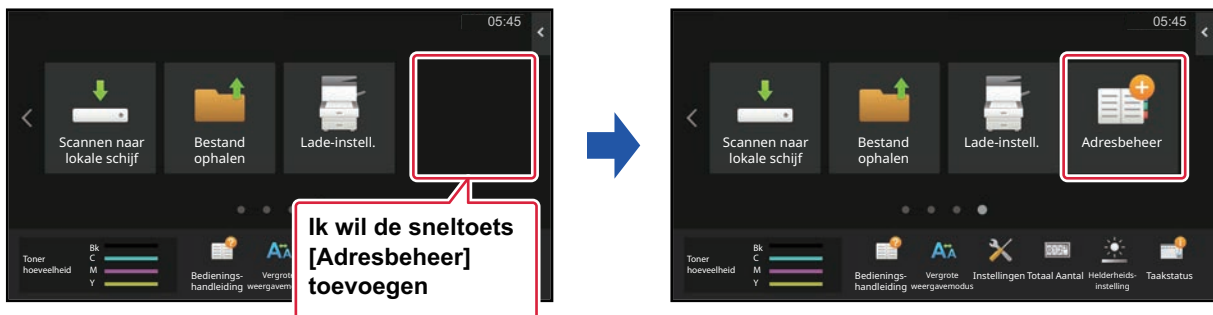 05:45
Scannen naar
lokale schijf
Bestand
ophalen
Lade-instell.
Ik wil de sneltoets
[Adresbeheer]
toevoegen
Toner
hoeveelheid
Bk
C
M
Y
Bedienings-
handleiding
Vergrote
weergavem
05:45
Scannen naar
lokale schijf
Bestand
ophalen
Lade-instell.
Adresbeheer
Toner
hoeveelheid
Bk
C
M
Y
Bedienings-
handleiding
Vergrote
weergavemodus
Instellingen
Totaal Aantal
Helderheids-
instelling
Taakstatus